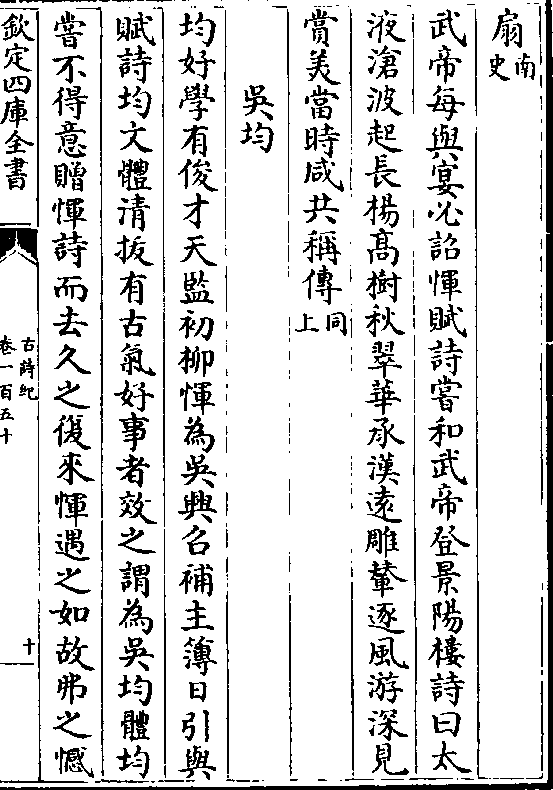 扇南史
武帝每與宴必詔惲賦詩嘗和武帝登景陽樓詩曰太
液滄波起長楊高樹秋翠華承漢遠雕輦逐風游深見
賞美當時咸共稱傳同上
吳均
均好學有俊才天監初柳惲為吳興召補主簿日引與
賦詩均文體清拔有古氣好事者效之謂為吳均體均
嘗不得意贈惲詩而去久之復來惲遇之如故弗之憾
欽定四庫全書
古詩紀
卷一百五十
十